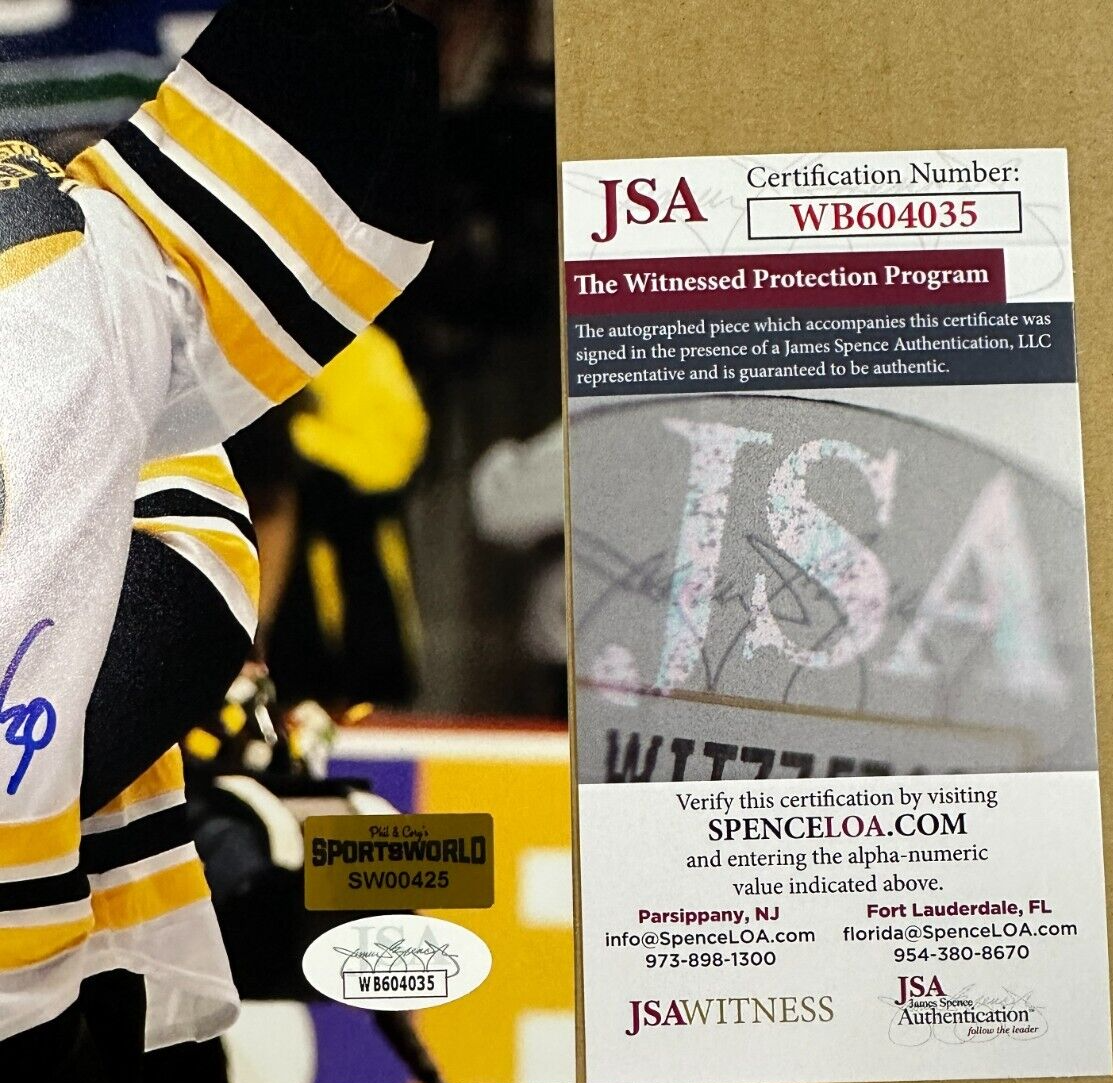 Phil & Cory's
SPORTSWORLD
SW00425
WB604035
JSA
Certification Number:
WB604035
The Witnessed Protection Program
The autographed piece which accompanies this certificate was
signed in the presence of a James Spence Authentication, LLC
representative and is guaranteed to be authentic.
JSA
Verify this certification by visiting
SPENCELOA.COM
and entering the alpha-numeric
value indicated above.
Parsippany, NJ
info@SpenceLOA.com
973-898-1300
Fort Lauderdale, FL
florida@SpenceLOA.com
954-380-8670
JSAWITNESS
JSA
James Spence
Authentication
follow the leader